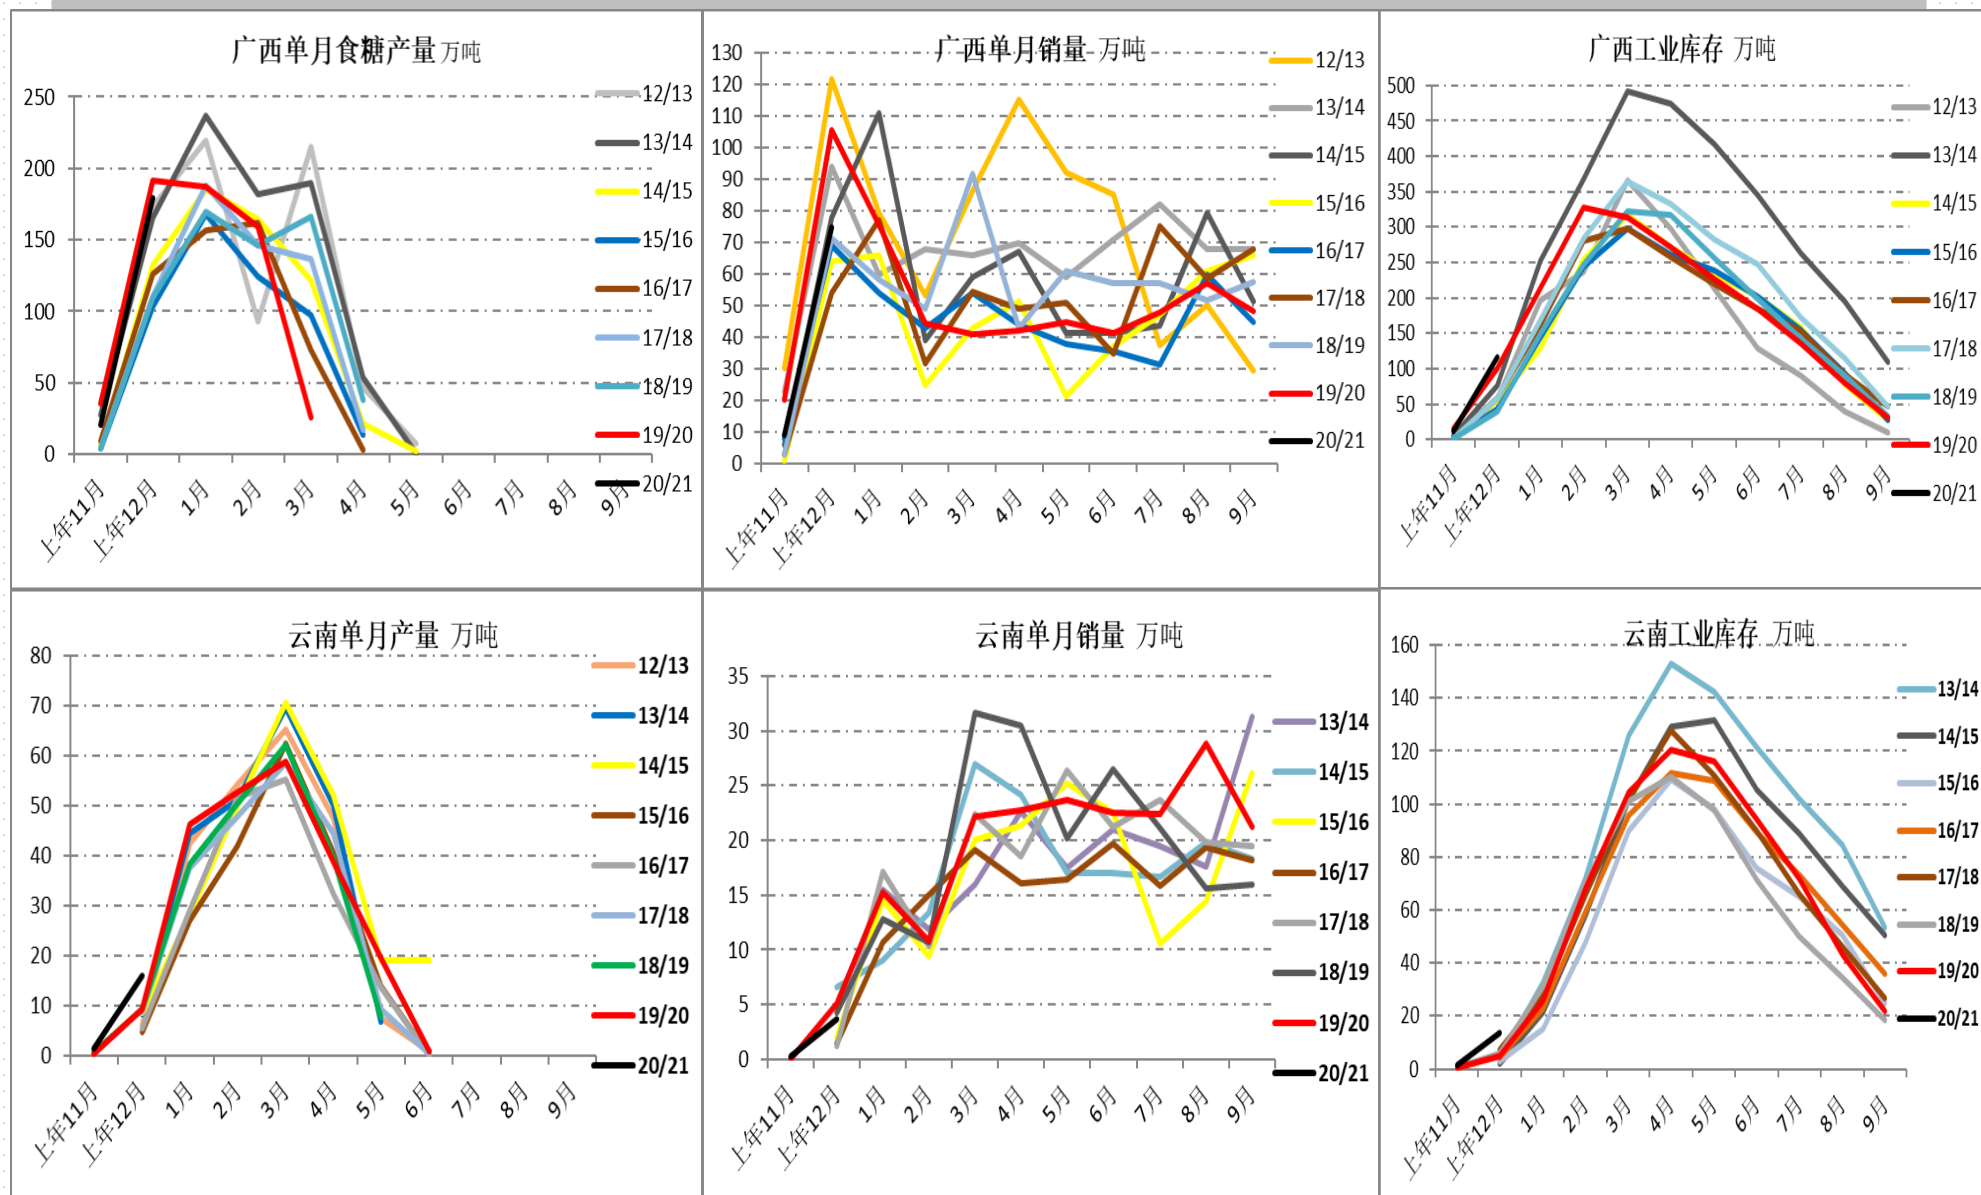 广西单月食糖产量 万吨
250
200
150
100
50
0
上年11月
上年12月
1月
2月
3月
4月
5月
6月
7月
8月
9月
12/13
13/14
14/15
15/16
16/17
17/18
18/19
19/20
20/21
广西单月销量 万吨
130
120
110
100
90
80
70
60
50
40
30
20
10
0
上年11月
上年12月
1月
2月
3月
4月
5月
6月
7月
8月
9月
12/13
13/14
14/15
15/16
16/17
17/18
18/19
19/20
20/21
广西工业库存 万吨
500
450
400
350
300
250
200
150
100
50
0
上年11月
上年12月
1月
2月
3月
4月
5月
6月
7月
8月
9月
12/13
13/14
14/15
15/16
16/17
17/18
18/19
19/20
20/21
云南单月产量 万吨
80
70
60
50
40
30
20
10
0
上年11月
上年12月
1月
2月
3月
4月
5月
6月
7月
8月
9月
12/13
13/14
14/15
15/16
16/17
17/18
18/19
19/20
20/21
云南单月销量 万吨
35
30
25
20
15
10
5
0
上年11月
上年12月
1月
2月
3月
4月
5月
6月
7月
8月
9月
13/14
14/15
15/16
16/17
17/18
18/19
19/20
20/21
云南工业库存 万吨
160
140
120
100
80
60
40
20
0
上年11月
上年12月
1月
2月
3月
4月
5月
6月
7月
8月
9月
13/14
14/15
15/16
16/17
17/18
18/19
19/20
20/21